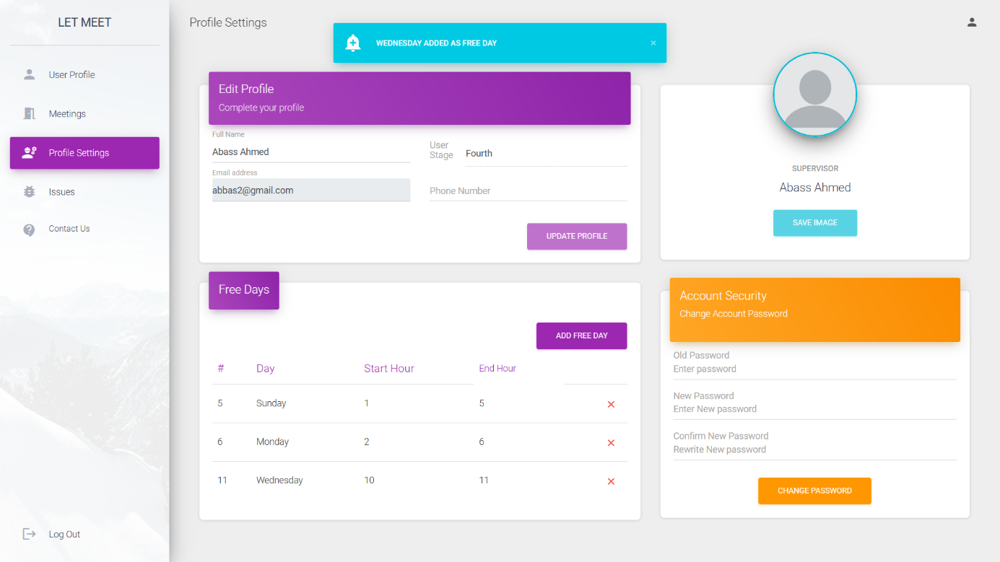 LET MEET
User Profile
Meetings
Profile Settings
Issues
Contact Us
Log Out
Profile Settings
WEDNESDAY ADDED AS FREE DAY
×
Edit Profile
Complete your profile
Full Name
Abass Ahmed
User
Stage
Fourth
Email address
abbas2@gmail.com
Phone Number
UPDATE PROFILE
SUPERVISOR
Abass Ahmed
SAVE IMAGE
Free Days
ADD FREE DAY
# Day Start Hour End Hour
5 Sunday 1 5
6 Monday 2 6
11 Wednesday 10 11
Account Security
Change Account Password
Old Password
Enter password
New Password
Enter New password
Confirm New Password
Rewrite New password
CHANGE PASSWORD